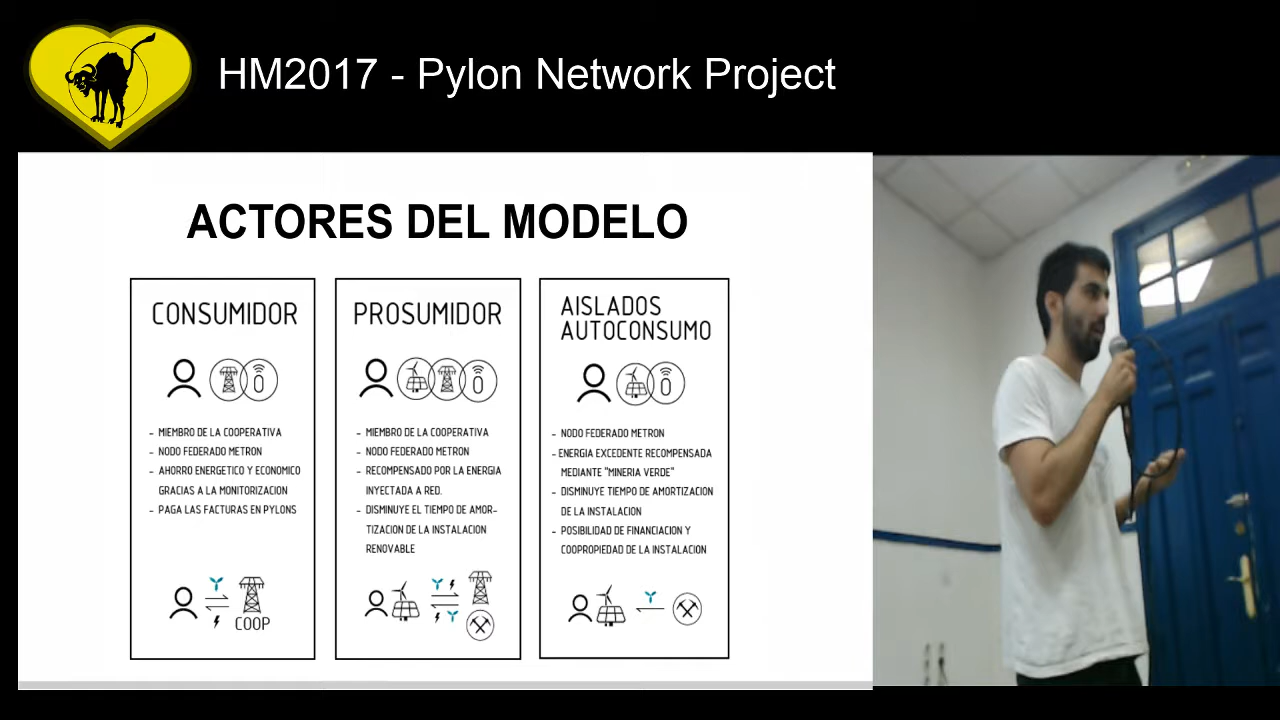 HM2017 - Pylon Network Project
ACTORES DEL MODELO
CONSUMIDOR
- MIEMBRO DE LA COOPERATIVA
- NODO FEDERADO METRON
- AHORRO ENERGETICO Y ECONOMICO
GRACIAS A LA MONITORIZACION
- PAGA LAS FACTURAS EN PYLONS
COOP
PROSUMIDOR
- MIEMBRO DE LA COOPERATIVA
- NODO FEDERADO METRON
- RECOMPENSADO POR LA ENERGIA
INYECTADA A RED.
- DISMINUYE EL TIEMPO DE AMOR-
TIZACION DE LA INSTALACION
RENOVABLE
AISLADOS
AUTOCONSUMO
- NODO FEDERADO METRON
- ENERGIA EXCEDENTE RECOMPENSADA
MEDIANTE "MINERIA VERDE"
- DISMINUYE TIEMPO DE AMORTIZACION
DE LA INSTALACION
- POSIBILIDAD DE FINANCIACION Y
COOPROPIEDAD DE LA INSTALACION